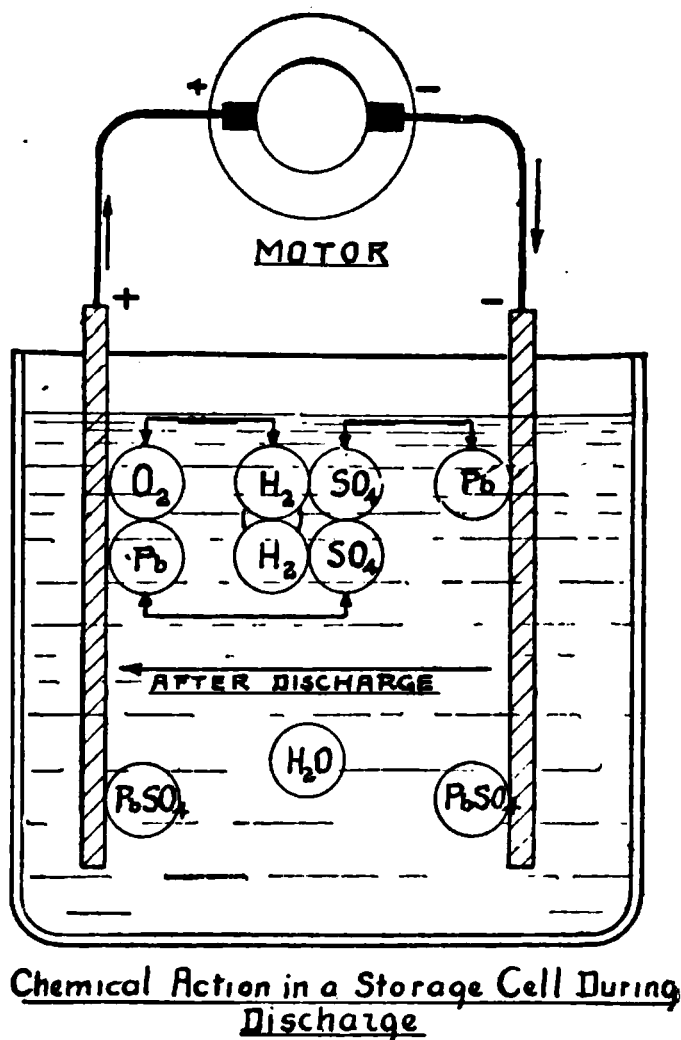 + −
MOTOR
+ −
O₂ H₂ SO₄ Pb
Pb H₂ SO₄
AFTER DISCHARGE
H₂O
PbSO₄ PbSO₄
Chemical Action in a Storage Cell During
Discharge